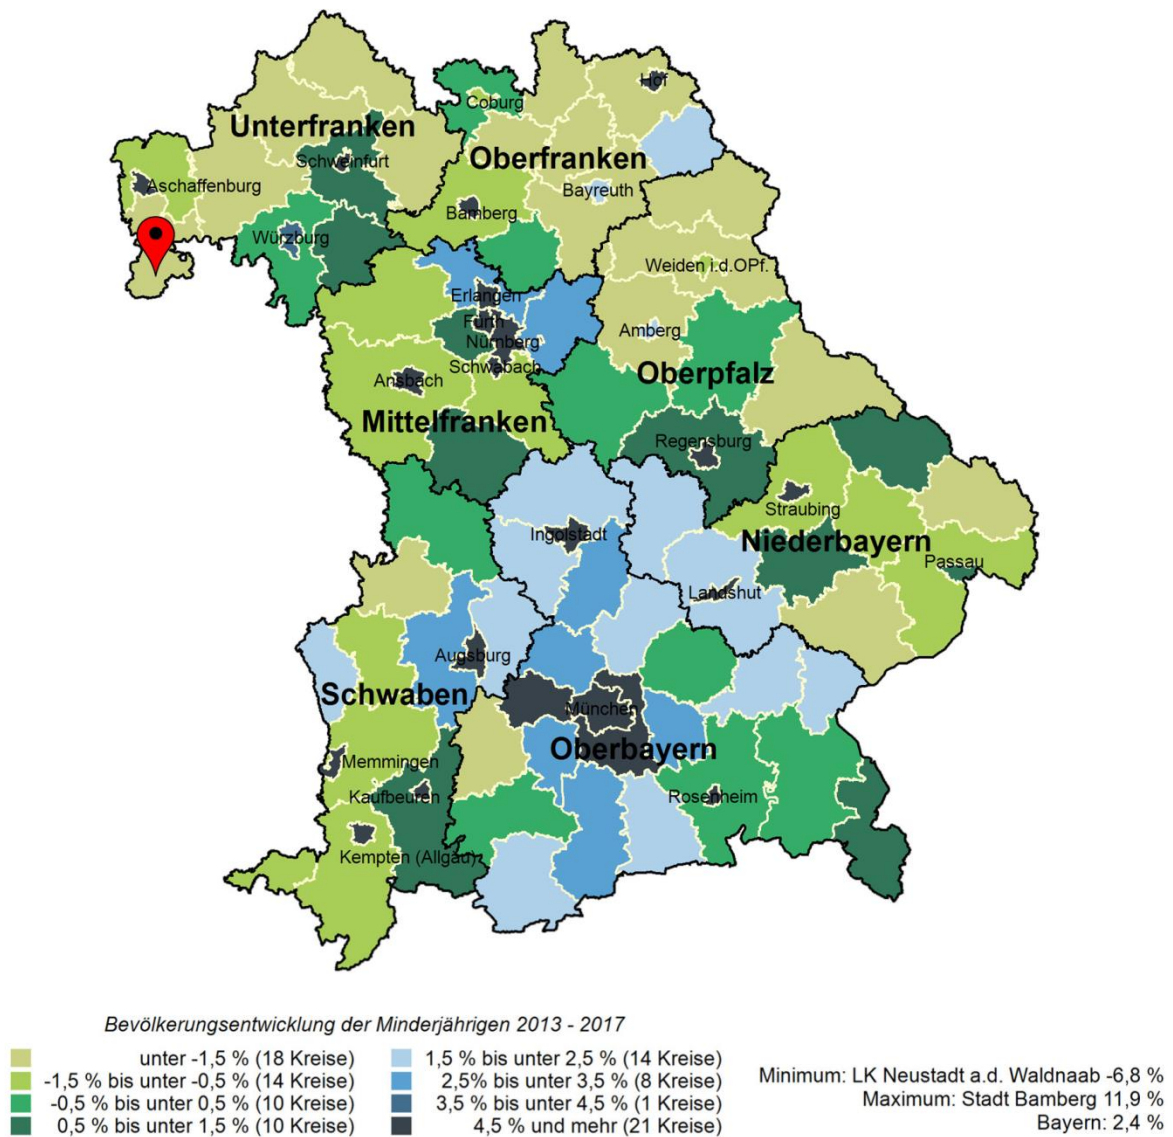 Hof
Coburg
Unterfranken
Oberfranken
Schweinfurt
Aschaffenburg
Bayreuth
Bamberg
Würzburg
Weiden i.d.OPf.
Erlangen
Fürth
Amberg
Nürnberg
Schwabach
Oberpfalz
Ansbach
Mittelfranken
Regensburg
Straubing
Ingolstadt
Niederbayern
Passau
Landshut
Augsburg
Schwaben
München
Oberbayern
Memmingen
Kaufbeuren
Rosenheim
Kempten (Allgäu)
Bevölkerungsentwicklung der Minderjährigen 2013 - 2017
unter -1,5 % (18 Kreise)
-1,5 % bis unter -0,5 % (14 Kreise)
-0,5 % bis unter 0,5 % (10 Kreise)
0,5 % bis unter 1,5 % (10 Kreise)
1,5 % bis unter 2,5 % (14 Kreise)
2,5% bis unter 3,5 % (8 Kreise)
3,5 % bis unter 4,5 % (1 Kreise)
4,5 % und mehr (21 Kreise)
Minimum: LK Neustadt a.d. Waldnaab -6,8 %
Maximum: Stadt Bamberg 11,9 %
Bayern: 2,4 %